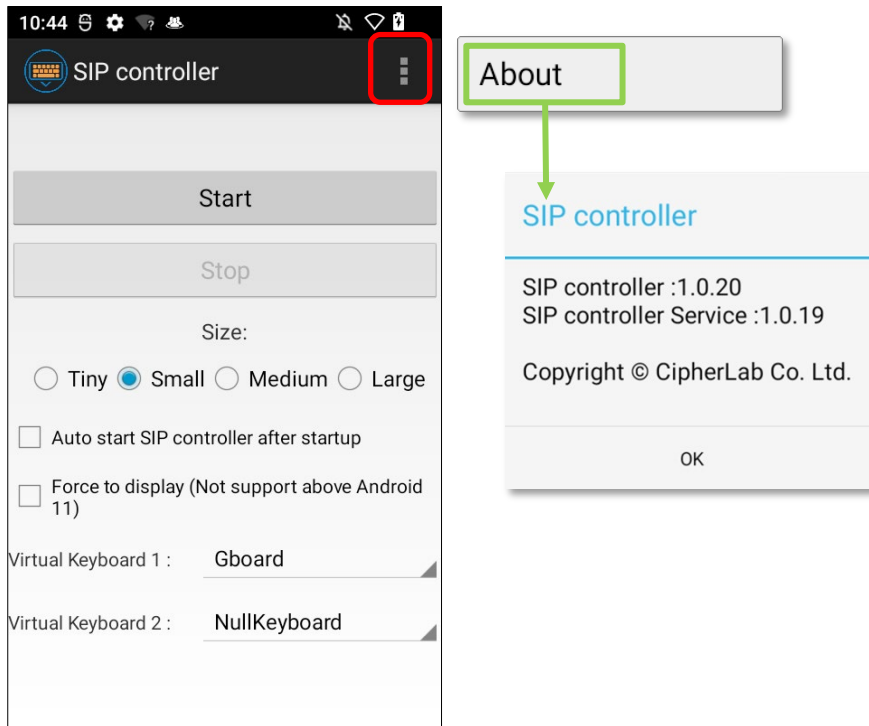 10:44
SIP controller
Start
Stop
Size:
Tiny Small Medium Large
Auto start SIP controller after startup
Force to display (Not support above Android
11)
Virtual Keyboard 1 : Gboard
Virtual Keyboard 2 : NullKeyboard
About
SIP controller
SIP controller :1.0.20
SIP controller Service :1.0.19
Copyright © CipherLab Co. Ltd.
OK